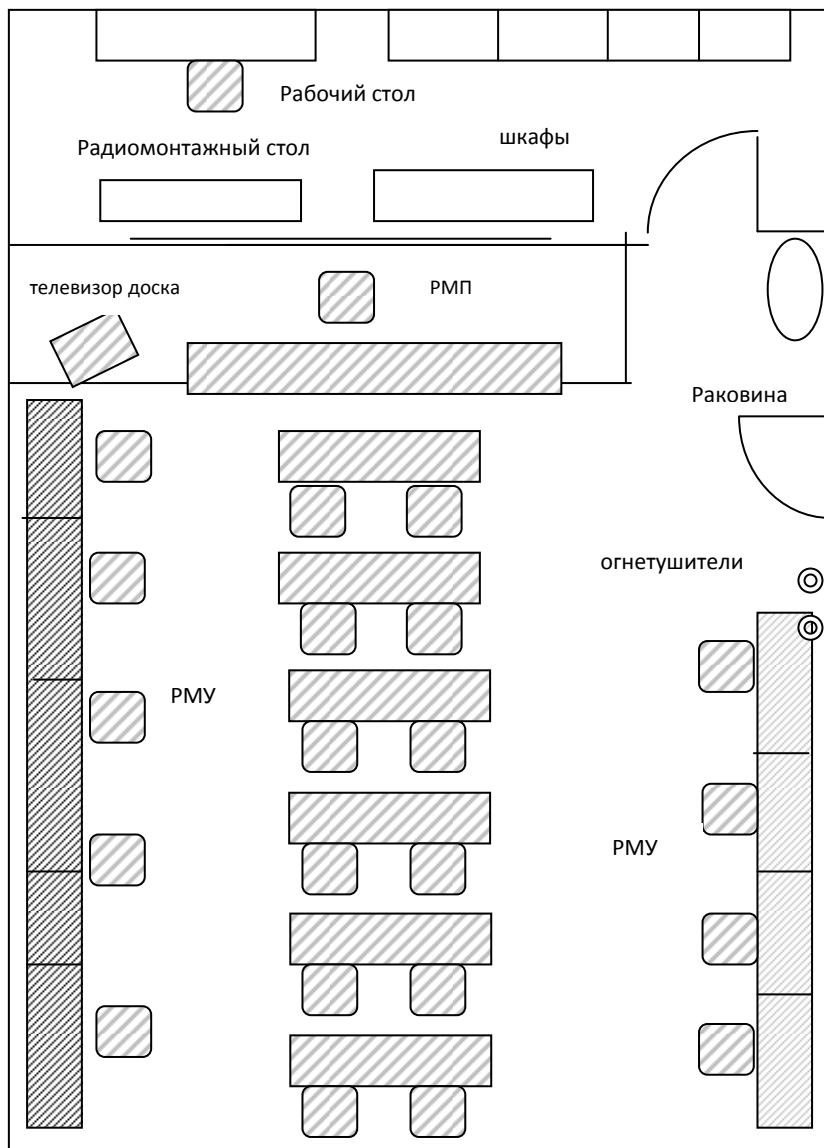 Рабочий стол
Радиомонтажный стол
шкафы
телевизор доска
РМП
Раковина
огнетушители
РМУ
РМУ